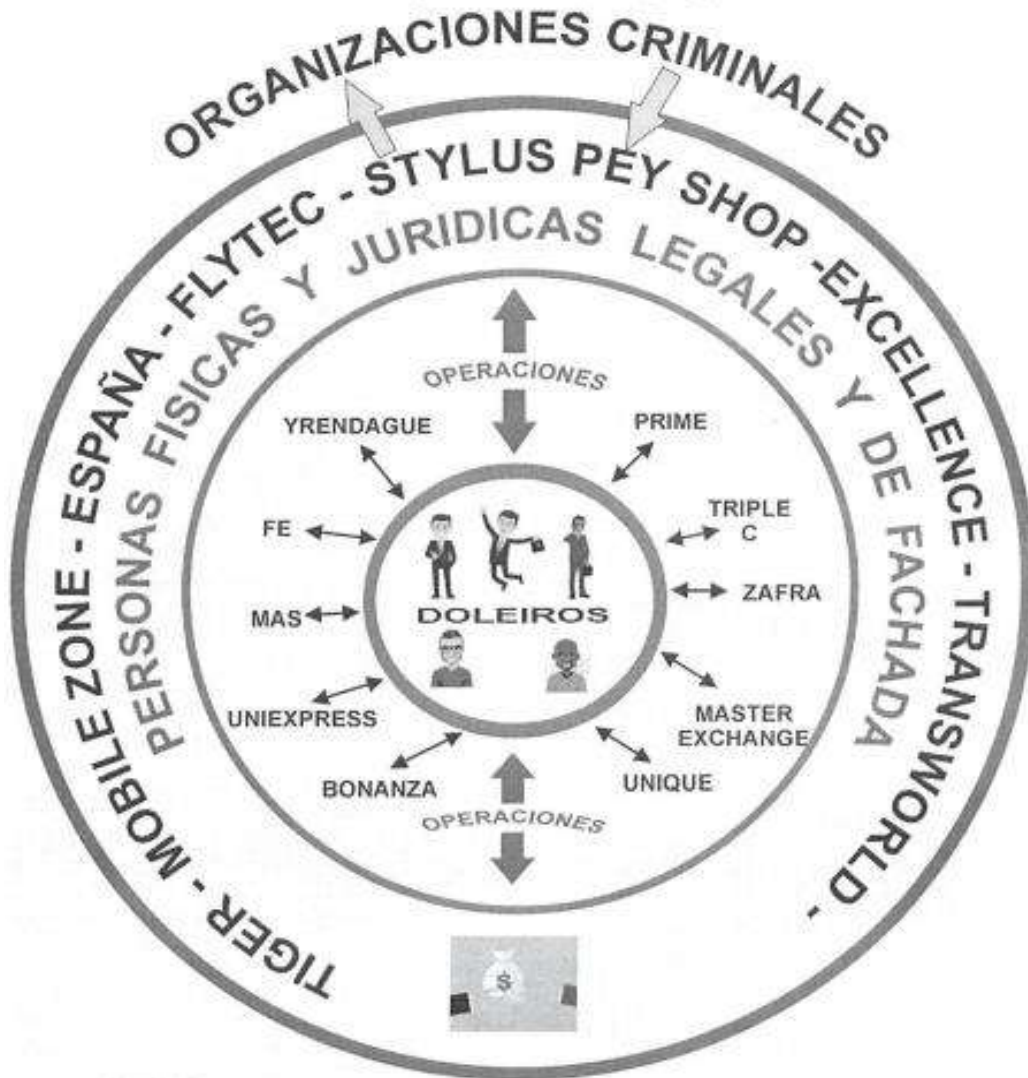 ORGANIZACIONES CRIMINALES
TIGER - MOBILE ZONE - ESPAÑA - FLYTEC - STYLUS PEY SHOP -EXCELLENCE - TRANSWORLD -
PERSONAS FISICAS Y JURIDICAS LEGALES Y DE FACHADA
OPERACIONES
YRENDAGUE
PRIME
FE
TRIPLE
C
MAS
DOLEIROS
ZAFRA
UNIEXPRESS
MASTER
EXCHANGE
BONANZA
UNIQUE
OPERACIONES
$